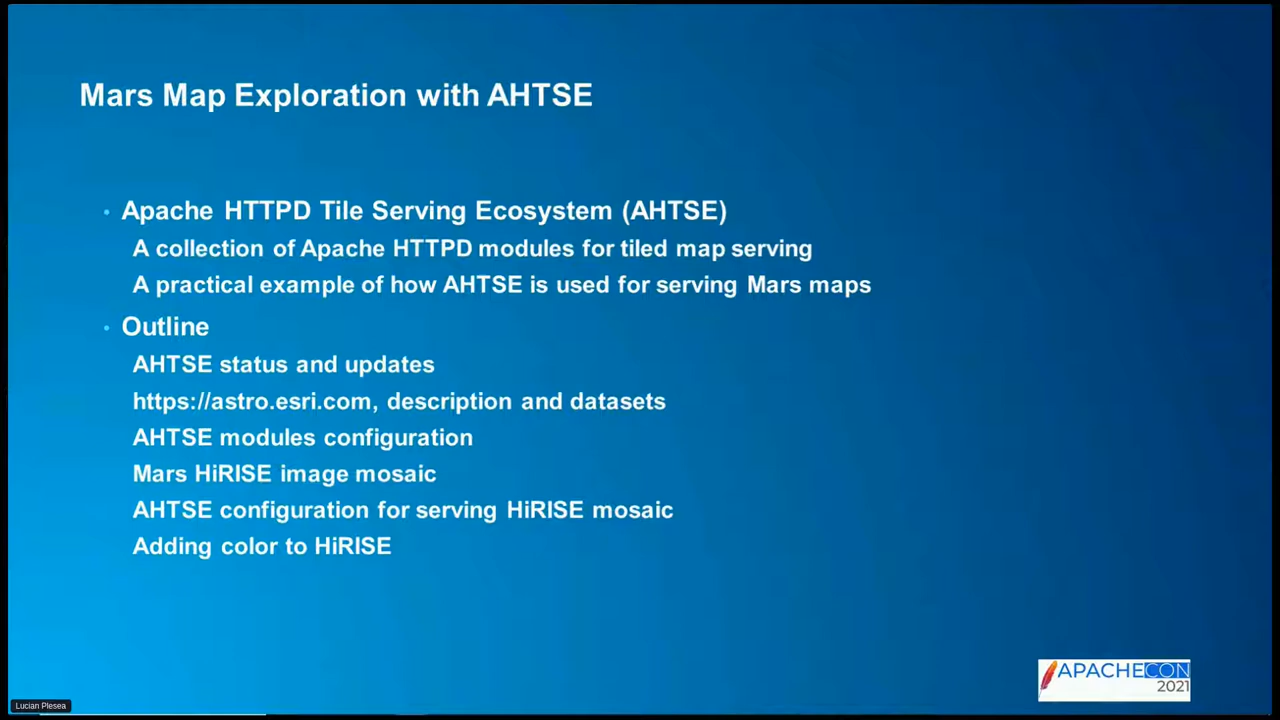 Mars Map Exploration with AHTSE
• Apache HTTPD Tile Serving Ecosystem (AHTSE)
A collection of Apache HTTPD modules for tiled map serving
A practical example of how AHTSE is used for serving Mars maps
• Outline
AHTSE status and updates
https://astro.esri.com, description and datasets
AHTSE modules configuration
Mars HiRISE image mosaic
AHTSE configuration for serving HiRISE mosaic
Adding color to HiRISE
APACHECON
2021
Lucian Plesea